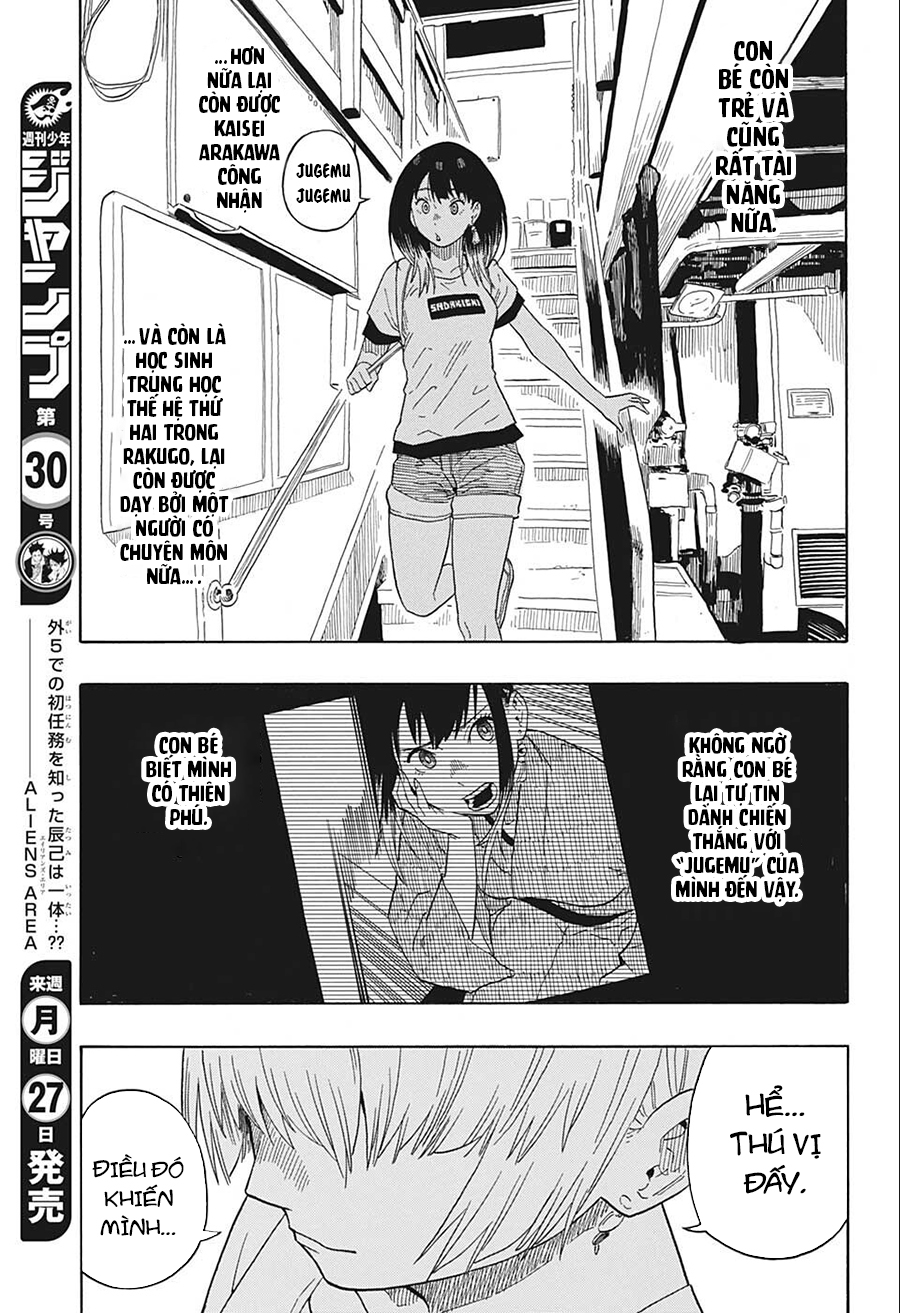 CON
BÉ CÒN
TRẺ VÀ
CŨNG
RẤT TÀI
NĂNG
NỮA.
...HƠN
NỮA LẠI
CÒN ĐƯỢC
KAISEI
ARAKAWA
CÔNG
NHẬN
JUGEMU
JUGEMU
SADAKICHI
...VÀ CÒN LÀ
HỌC SINH
TRUNG HỌC
THẾ HỆ THỨ
HAI TRONG
RAKUGO, LẠI
CÒN ĐƯỢC
DẠY BỞI MỘT
NGƯỜI CÓ
CHUYÊN MÔN
NỮA... .
KHÔNG NGỜ
RẰNG CON BÉ
LẠI TỰ TIN
DÀNH CHIẾN
THẮNG VỚI
“JUGEMU” CỦA
MÌNH ĐẾN VẬY.
CON BÉ
BIẾT MÌNH
CÓ THIÊN
PHÚ.
HỂ...
THÚ VỊ
ĐẤY.
ĐIỀU ĐÓ
KHIẾN
MÌNH...
週刊少年
ジャンプ
第
30
号
外5での初任務を知った辰己は一体…??
ALIENS AREA
来週
月
曜日
27
日
発売